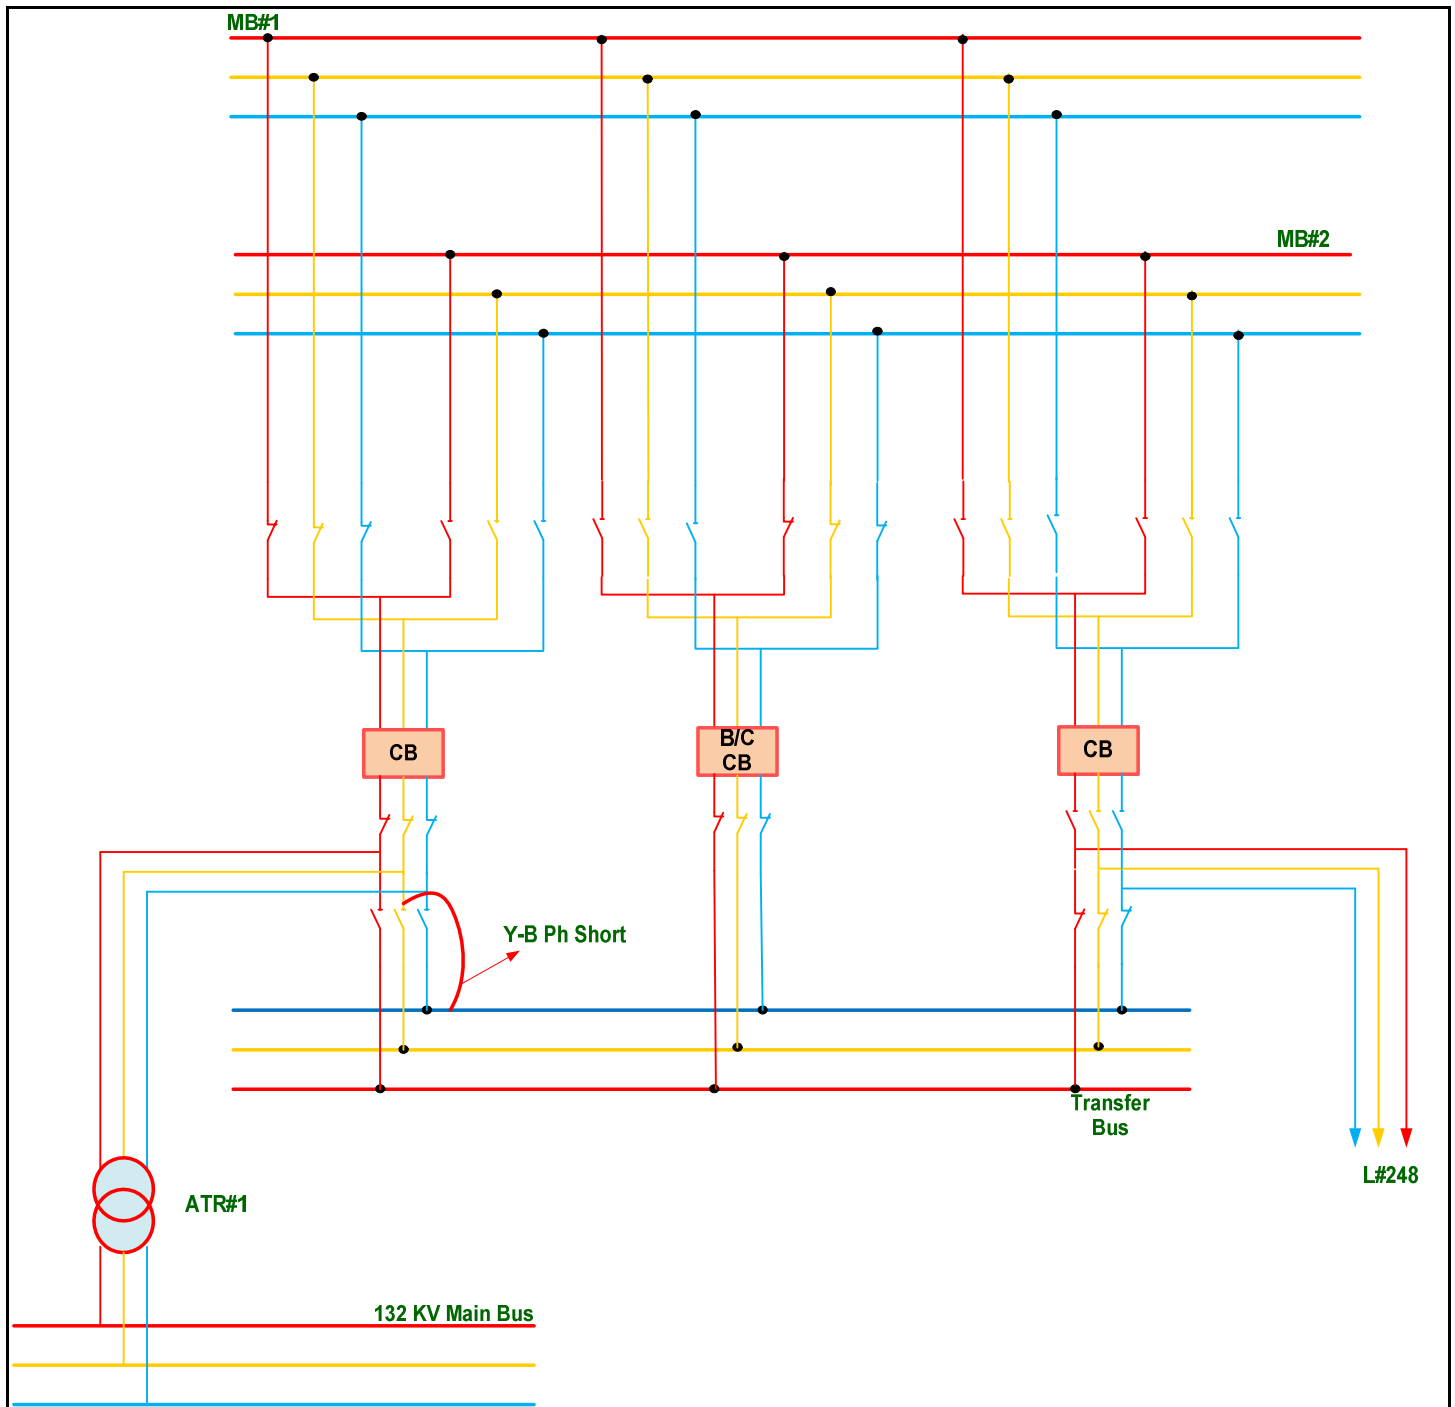 MB#1
MB#2
CB
B/C
CB
CB
Y-B Ph Short
Transfer
Bus
L#248
ATR#1
132 KV Main Bus